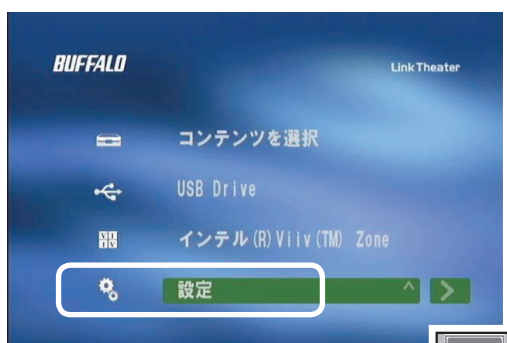 BUFFALO
LinkTheater
コンテンツを選択
USB Drive
インテル(R)Viiv(TM) Zone
設定